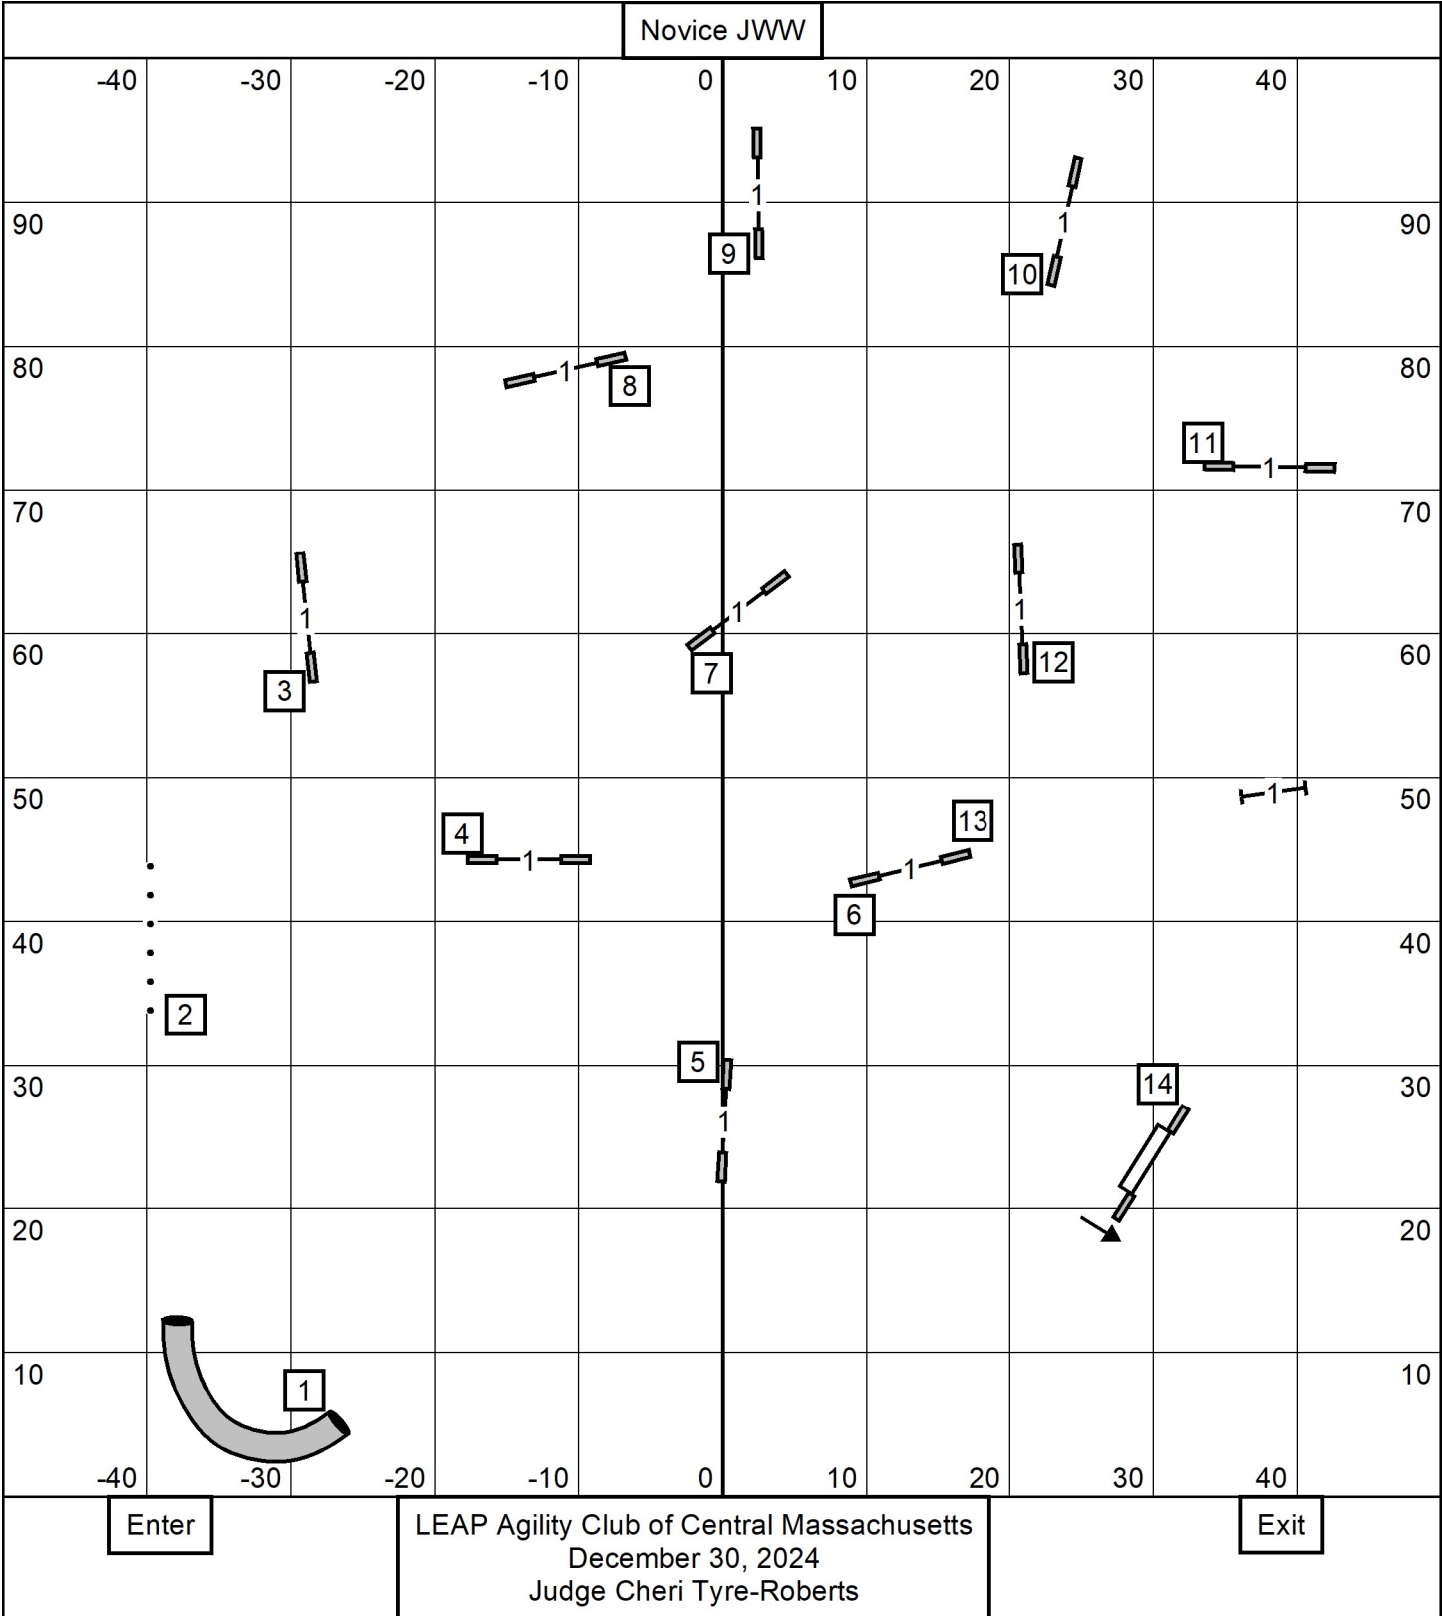 Novice JWW
-40 -30 -20 -10 0 10 20 30 40
1
1
90 9 1 90
10
1
80 8 80
11
1
70 70
1 1
1
60 12 60
3 7
50 1 50
4 13
1 1
6
40 40
2
5
30 14 30
1
20 20
10 1 10
-40 -30 -20 -10 0 10 20 30 40
Enter LEAP Agility Club of Central Massachusetts Exit
December 30, 2024
Judge Cheri Tyre-Roberts